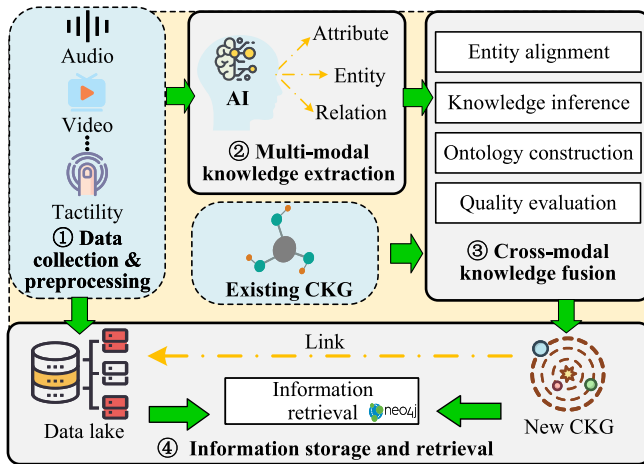 Audio
Video
Tactility
① Data
collection &
preprocessing
AI
Attribute
Entity
Relation
② Multi-modal
knowledge extraction
Existing CKG
Entity alignment
Knowledge inference
Ontology construction
Quality evaluation
③ Cross-modal
knowledge fusion
Link
Data lake
Information
retrieval neo4j
New CKG
④ Information storage and retrieval